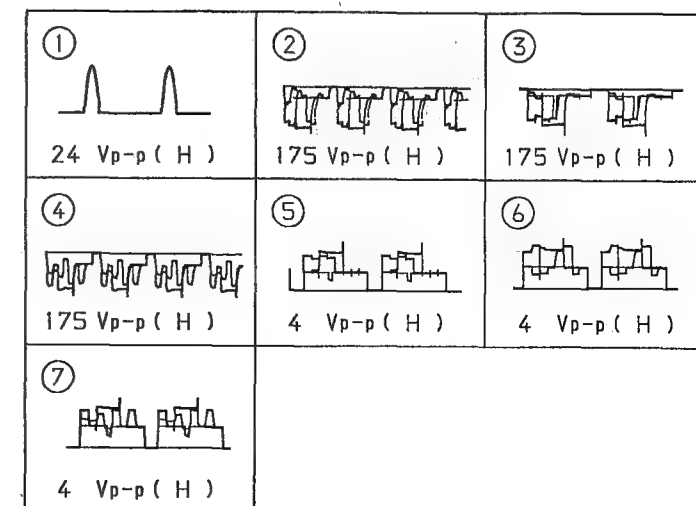 ①
24 Vp-p ( H )
②
175 Vp-p ( H )
③
175 Vp-p ( H )
④
175 Vp-p ( H )
⑤
4 Vp-p ( H )
⑥
4 Vp-p ( H )
⑦
4 Vp-p ( H )